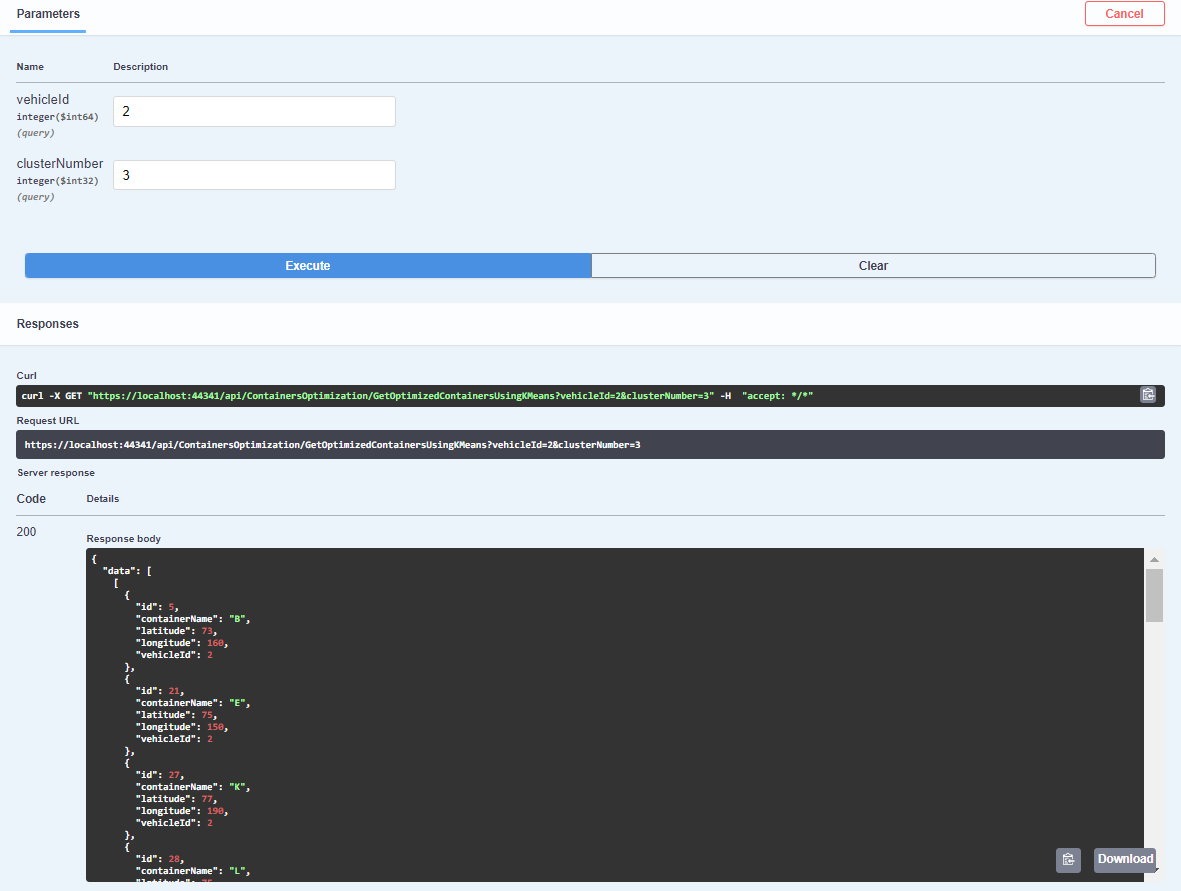 Parameters
Cancel
Name Description
vehicleId
integer($int64)
(query)
2
clusterNumber
integer($int32)
(query)
3
Execute
Clear
Responses
Curl
curl -X GET "https://localhost:44341/api/ContainersOptimization/GetOptimizedContainersUsingKMeans?vehicleId=2&clusterNumber=3" -H  "accept: */*"
Request URL
https://localhost:44341/api/ContainersOptimization/GetOptimizedContainersUsingKMeans?vehicleId=2&clusterNumber=3
Server response
Code Details
200
Response body
{
  "data": [
    [
      {
        "id": 5,
        "containerName": "B",
        "latitude": 73,
        "longitude": 160,
        "vehicleId": 2
      },
      {
        "id": 21,
        "containerName": "E",
        "latitude": 75,
        "longitude": 150,
        "vehicleId": 2
      },
      {
        "id": 27,
        "containerName": "K",
        "latitude": 77,
        "longitude": 190,
        "vehicleId": 2
      },
      {
        "id": 28,
        "containerName": "L",
Download